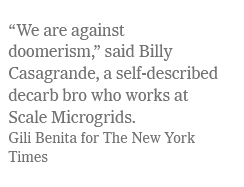 “We are against
doomerism,” said Billy
Casagrande, a self-described
decarb bro who works at
Scale Microgrids.
Gili Benita for The New York
Times